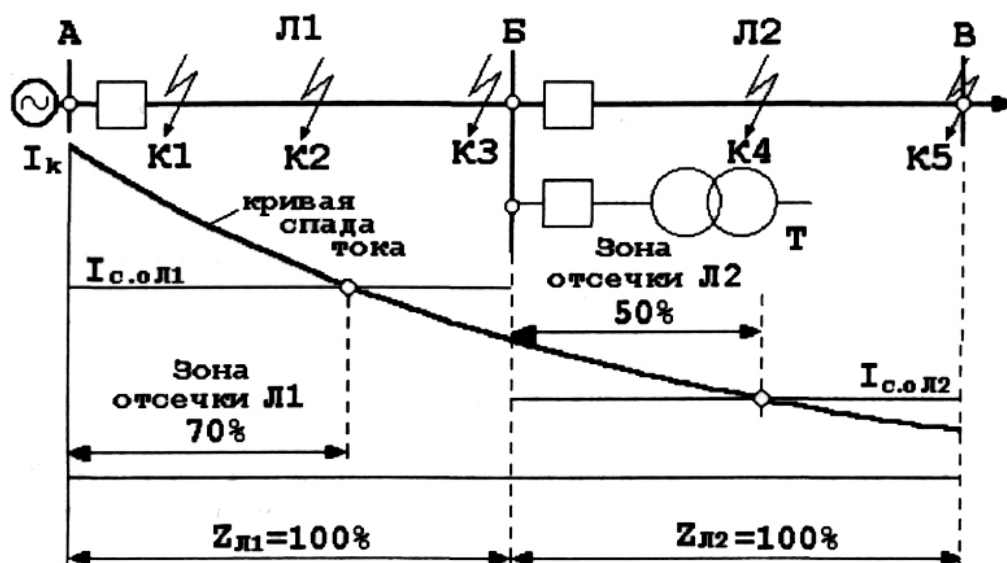 А Л1 Б Л2 В
К1 К2 К3 К4 К5
Iк
кривая
спада
тока
Т
Iс.о Л1
Зона
отсечки Л2
50%
Зона
отсечки Л1
70%
Iс.о Л2
ZЛ1=100% ZЛ2=100%